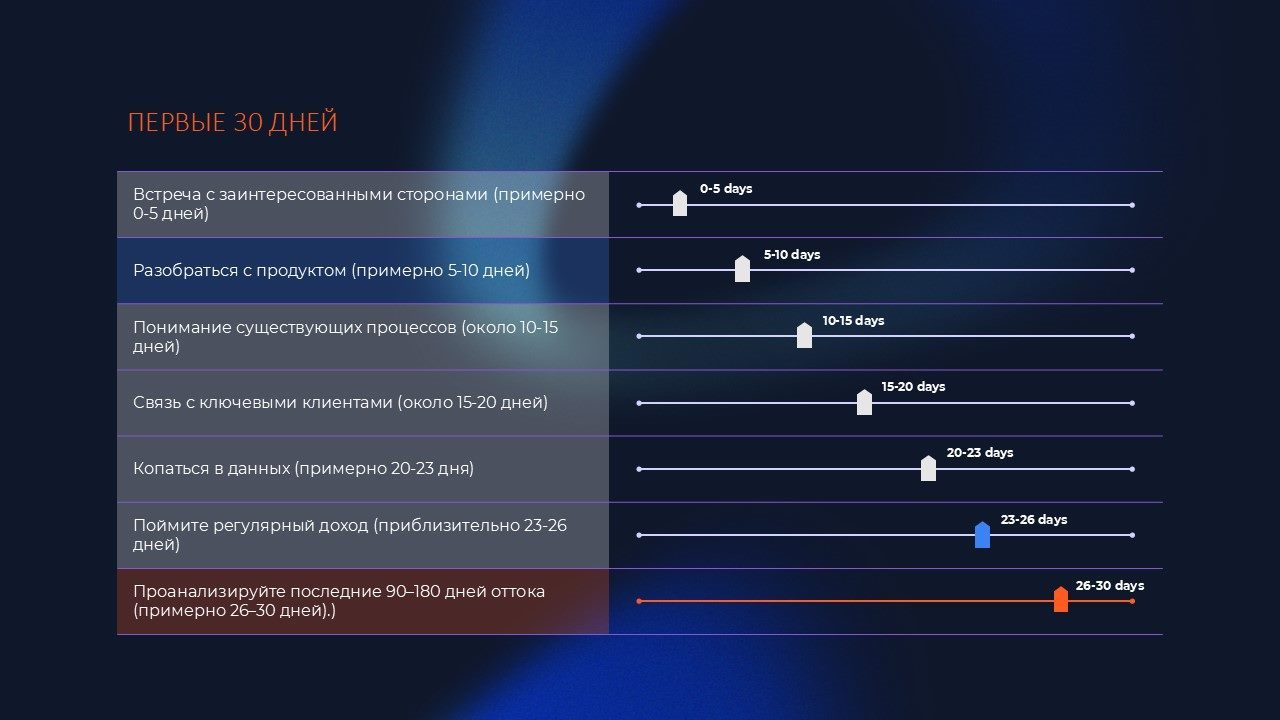 ПЕРВЫЕ 30 ДНЕЙ
Встреча с заинтересованными сторонами (примерно
0-5 дней)
0-5 days
Разобраться с продуктом (примерно 5-10 дней)
5-10 days
Понимание существующих процессов (около 10-15
дней)
10-15 days
Связь с ключевыми клиентами (около 15-20 дней)
15-20 days
Копаться в данных (примерно 20-23 дня)
20-23 days
Поймите регулярный доход (приблизительно 23-26
дней)
23-26 days
Проанализируйте последние 90–180 дней оттока
(примерно 26–30 дней).)
26-30 days